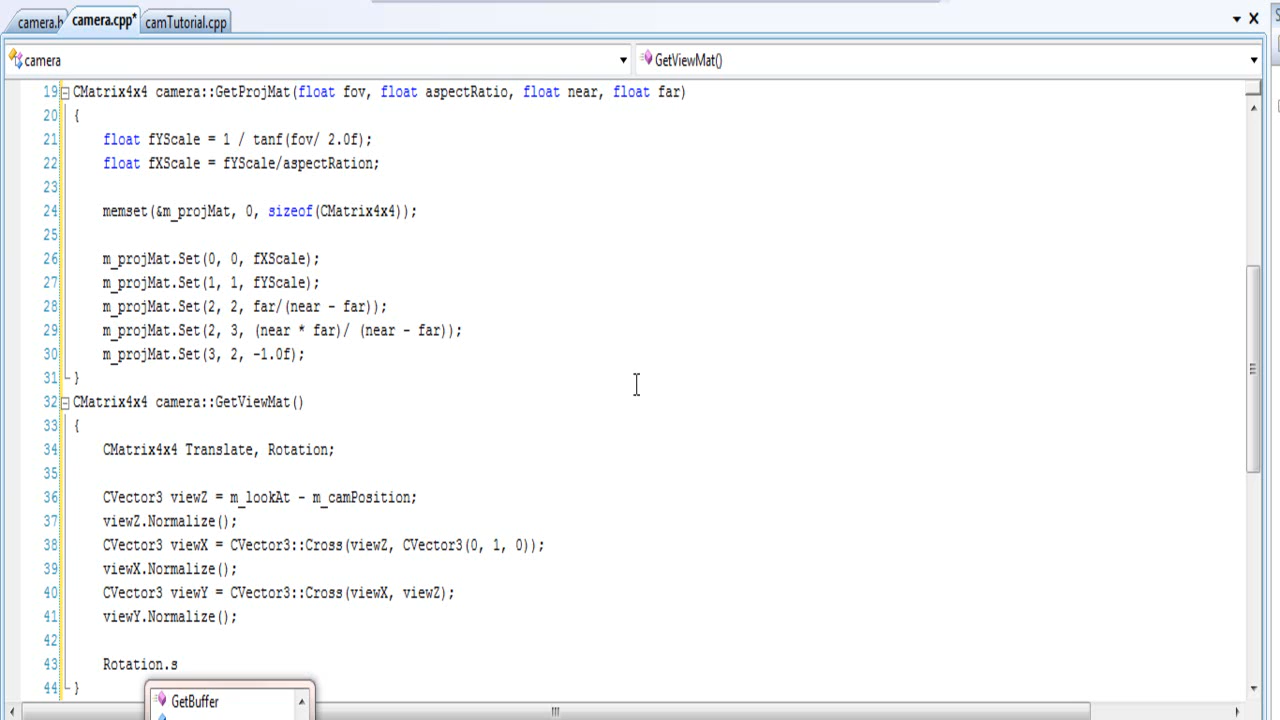 camera.h
camera.cpp*
camTutorial.cpp
camera
GetViewMat()
19 CMatrix4x4 camera::GetProjMat(float fov, float aspectRatio, float near, float far)
20 {
21 float fYScale = 1 / tanf(fov/ 2.0f);
22 float fXScale = fYScale/aspectRation;
23
24 memset(&m_projMat, 0, sizeof(CMatrix4x4));
25
26 m_projMat.Set(0, 0, fXScale);
27 m_projMat.Set(1, 1, fYScale);
28 m_projMat.Set(2, 2, far/(near - far));
29 m_projMat.Set(2, 3, (near * far)/ (near - far));
30 m_projMat.Set(3, 2, -1.0f);
31 }
32 CMatrix4x4 camera::GetViewMat()
33 {
34 CMatrix4x4 Translate, Rotation;
35
36 CVector3 viewZ = m_lookAt - m_camPosition;
37 viewZ.Normalize();
38 CVector3 viewX = CVector3::Cross(viewZ, CVector3(0, 1, 0));
39 viewX.Normalize();
40 CVector3 viewY = CVector3::Cross(viewX, viewZ);
41 viewY.Normalize();
42
43 Rotation.s
44 }
GetBuffer